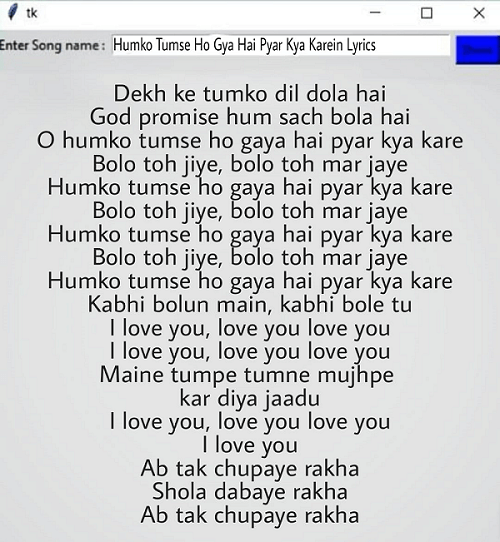 tk
Enter Song name : Humko Tumse Ho Gya Hai Pyar Kya Karein Lyrics
Dekh ke tumko dil dola hai
God promise hum sach bola hai
O humko tumse ho gaya hai pyar kya kare
Bolo toh jiye, bolo toh mar jaye
Humko tumse ho gaya hai pyar kya kare
Bolo toh jiye, bolo toh mar jaye
Humko tumse ho gaya hai pyar kya kare
Bolo toh jiye, bolo toh mar jaye
Humko tumse ho gaya hai pyar kya kare
Kabhi bolun main, kabhi bole tu
I love you, love you love you
I love you, love you love you
Maine tumpe tumne mujhpe
kar diya jaadu
I love you, love you love you
I love you
Ab tak chupaye rakha
Shola dabaye rakha
Ab tak chupaye rakha